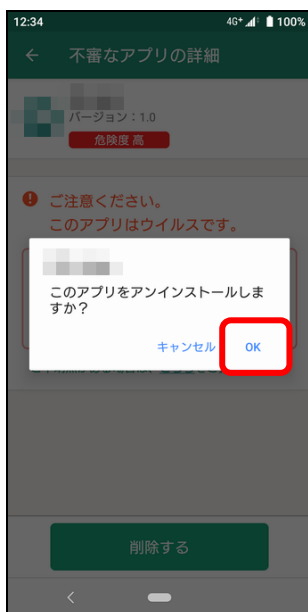 12:34 4G+ 100%
不審なアプリの詳細
バージョン：1.0
危険度 高
ご注意ください。
このアプリはウイルスです。
このアプリをアンインストールしま
すか？
キャンセル OK
削除する